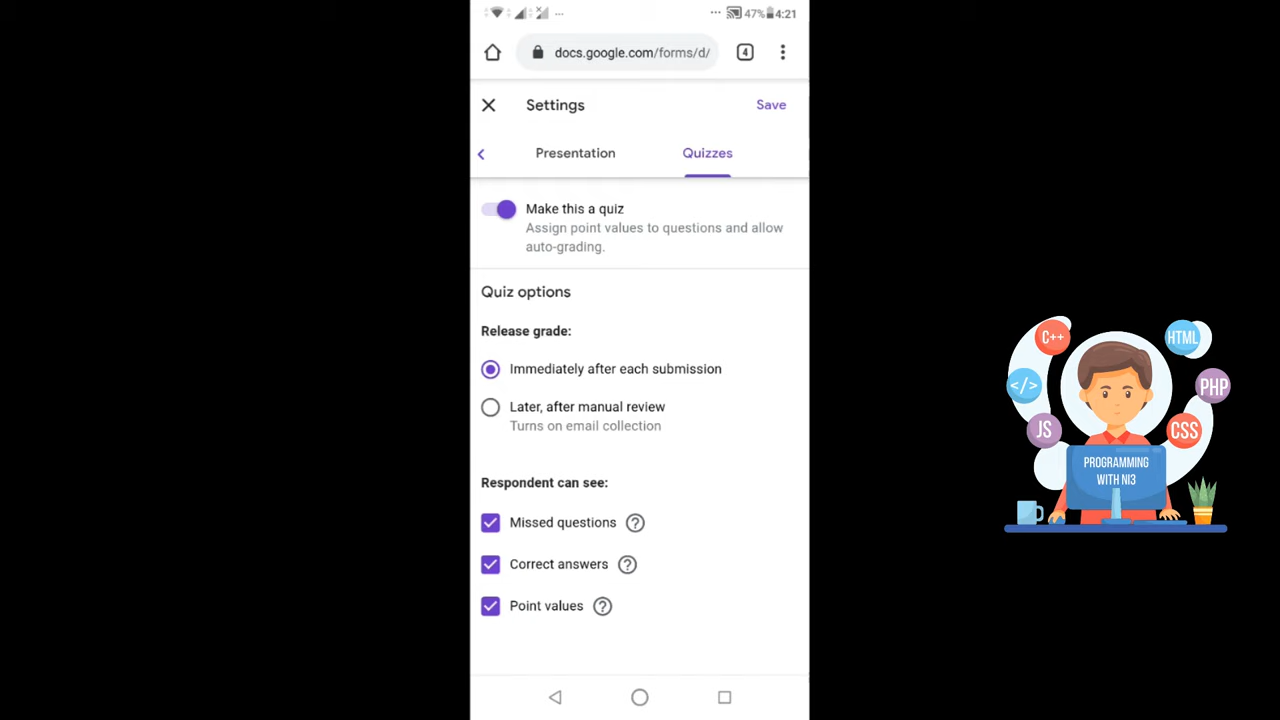 47% 4:21
docs.google.com/forms/d/ 4
Settings Save
Presentation Quizzes
Make this a quiz
Assign point values to questions and allow
auto-grading.
Quiz options
Release grade:
Immediately after each submission
Later, after manual review
Turns on email collection
Respondent can see:
Missed questions
Correct answers
Point values
C++
HTML
</>
PHP
JS
CSS
PROGRAMMING
WITH NI3